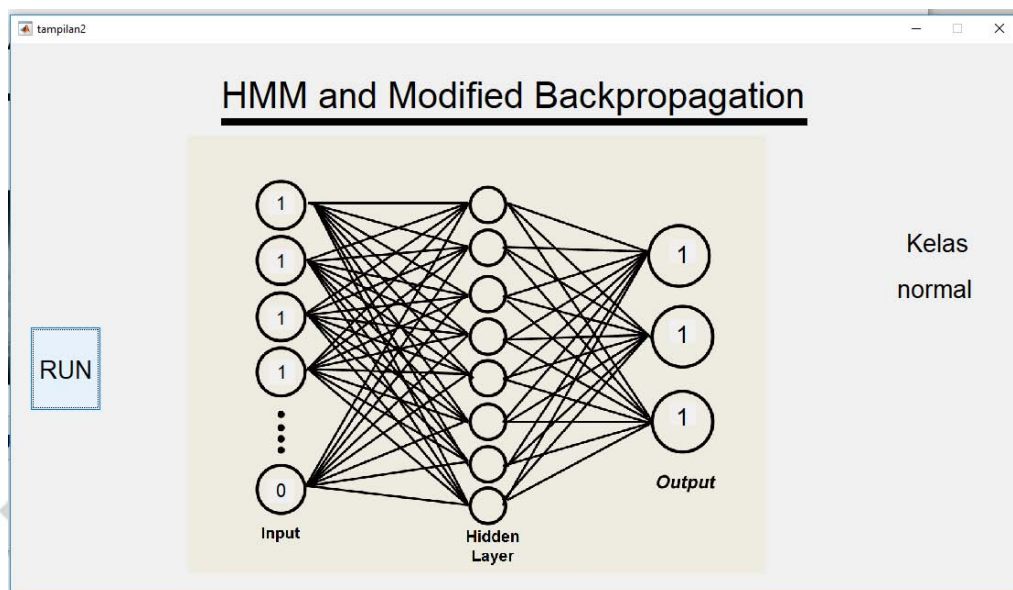 tampilan2
HMM and Modified Backpropagation
1
1
1
1
0
Input
Hidden
Layer
1
1
1
Output
Kelas
normal
RUN